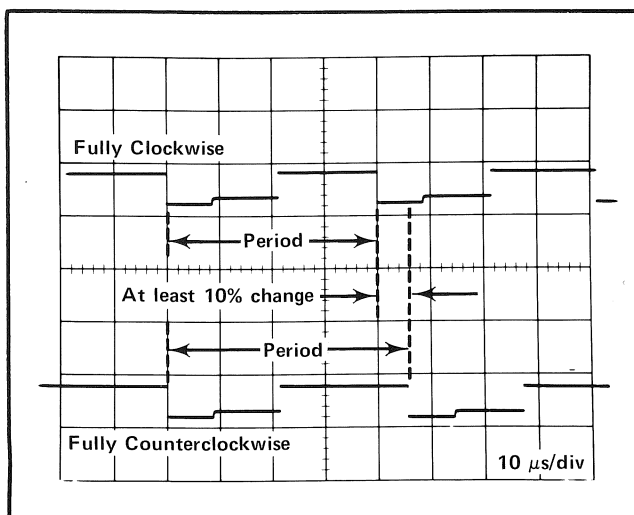 Fully Clockwise
Period
At least 10% change
Period
Fully Counterclockwise
10 μs/div